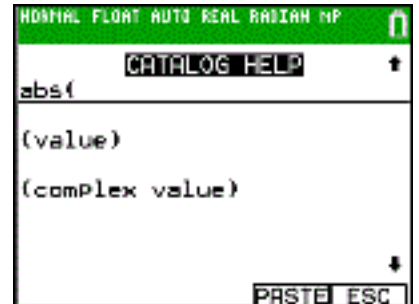 NORMAL FLOAT AUTO REAL RADIAN MP
CATALOG HELP
abs(
(value)
(complex value)
PASTE ESC